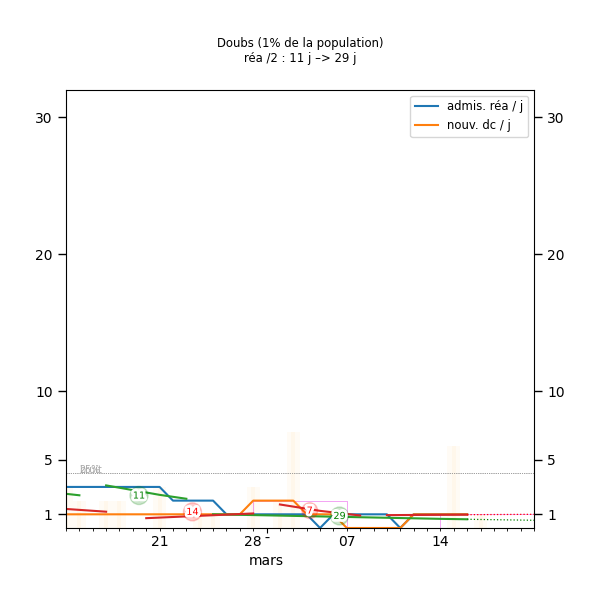 Doubs (1% de la population)
réa /2 : 11 j –> 29 j
admis. réa / j
nouv. dc / j
30 30
20 20
10 10
5 5
1 1
11
14
7
29
21 28 07 14
mars